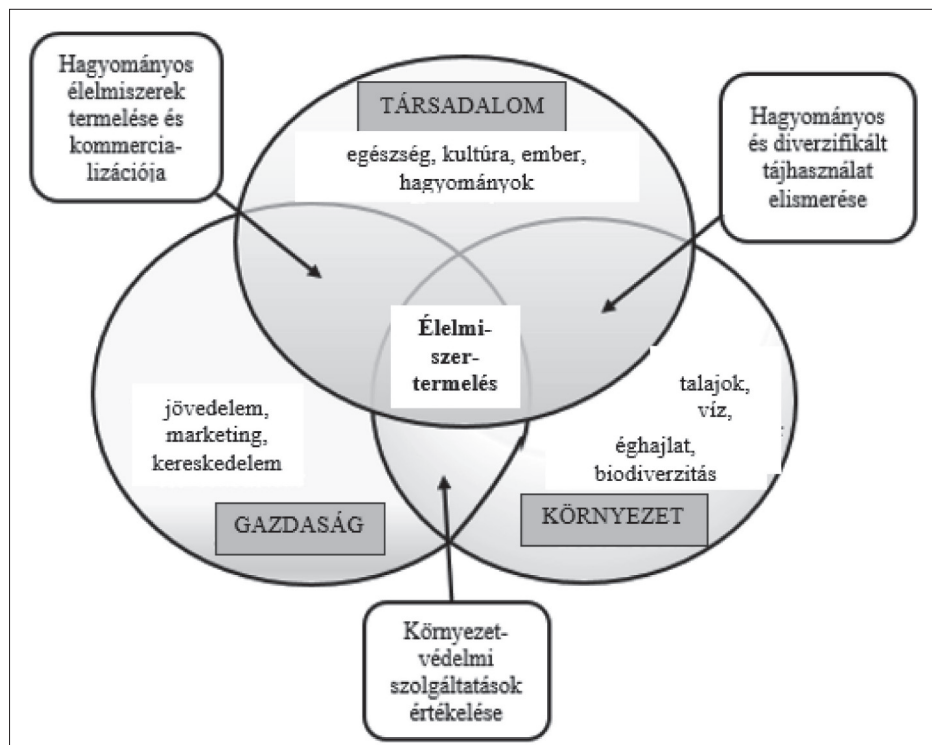 Hagyományos
élelmiszerek
termelése és
kommercia-
lizációja
TÁRSADALOM
egészség, kultúra, ember,
hagyományok
Hagyományos
és diverzifikált
tájhasználat
elismerése
Élelmi-
szer-
termelés
jövedelem,
marketing,
kereskedelem
GAZDASÁG
talajok,
víz,
éghajlat,
biodiverzitás
KÖRNYEZET
Környezet-
védelmi
szolgáltatások
értékelése